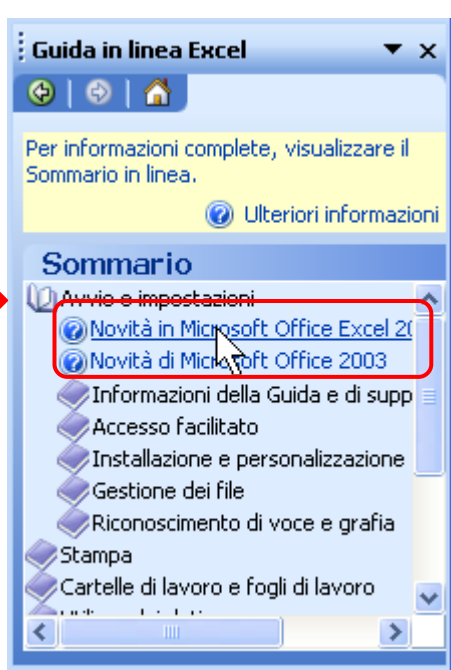 Guida in linea Excel
Per informazioni complete, visualizzare il
Sommario in linea.
Ulteriori informazioni
Sommario
Avvio e impostazioni
Novità in Microsoft Office Excel 20
Novità di Microsoft Office 2003
Informazioni della Guida e di supp
Accesso facilitato
Installazione e personalizzazione
Gestione dei file
Riconoscimento di voce e grafia
Stampa
Cartelle di lavoro e fogli di lavoro